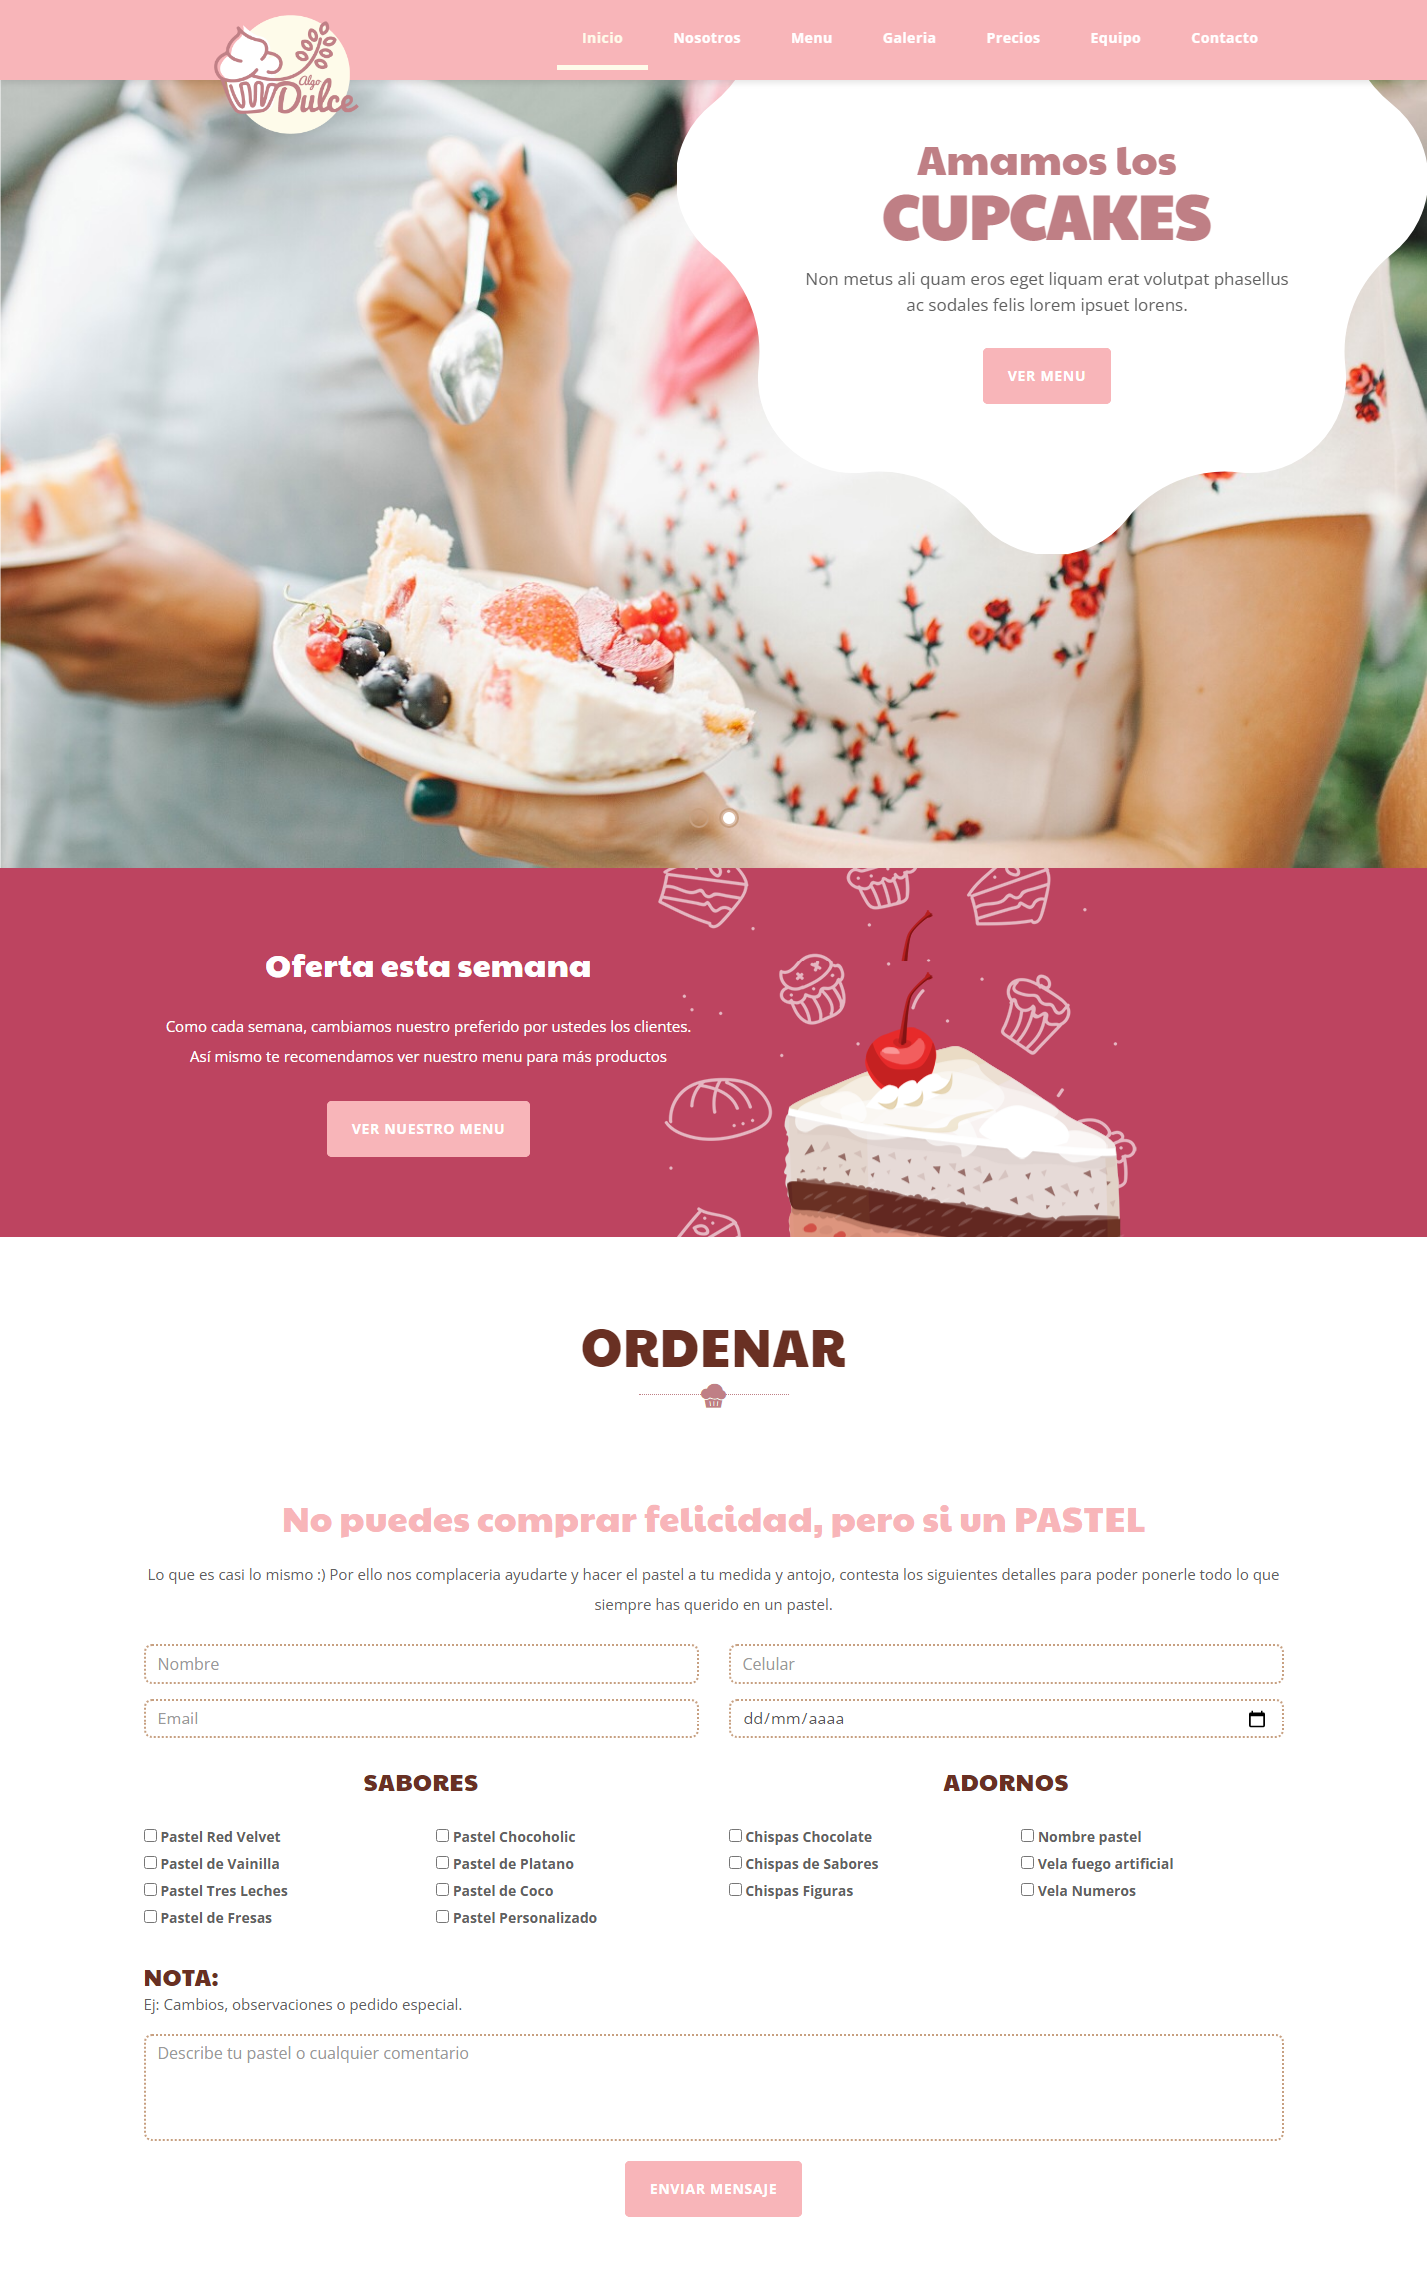 Algo
Dulce
Inicio Nosotros Menu Galeria Precios Equipo Contacto
Amamos los
CUPCAKES
Non metus ali quam eros eget liquam erat volutpat phasellus
ac sodales felis lorem ipsuet lorens.
VER MENU
Oferta esta semana
Como cada semana, cambiamos nuestro preferido por ustedes los clientes.
Así mismo te recomendamos ver nuestro menu para más productos
VER NUESTRO MENU
ORDENAR
No puedes comprar felicidad, pero si un PASTEL
Lo que es casi lo mismo :) Por ello nos complaceria ayudarte y hacer el pastel a tu medida y antojo, contesta los siguientes detalles para poder ponerle todo lo que
siempre has querido en un pastel.
Nombre
Celular
Email
dd/mm/aaaa
SABORES
Pastel Red Velvet
Pastel de Vainilla
Pastel Tres Leches
Pastel de Fresas
Pastel Chocoholic
Pastel de Platano
Pastel de Coco
Pastel Personalizado
ADORNOS
Chispas Chocolate
Chispas de Sabores
Chispas Figuras
Nombre pastel
Vela fuego artificial
Vela Numeros
NOTA:
Ej: Cambios, observaciones o pedido especial.
Describe tu pastel o cualquier comentario
ENVIAR MENSAJE